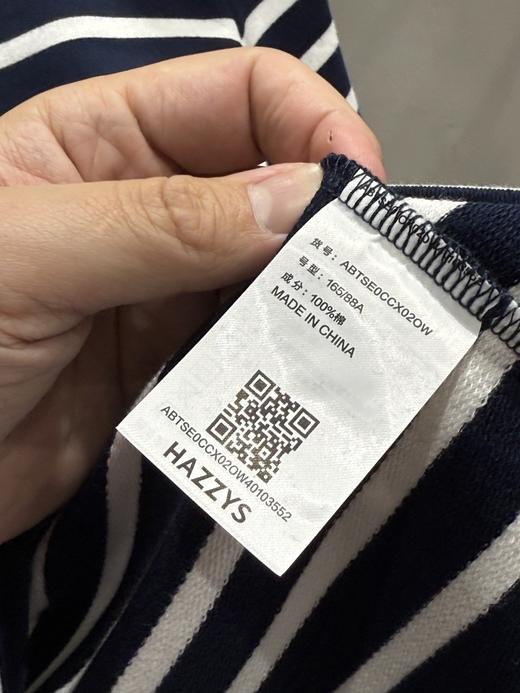 货号：ABTSE0CCX02OW
号型：165/88A
成分：100%棉
MADE IN CHINA
ABTSE0CCX02OW40103552
HAZZYS